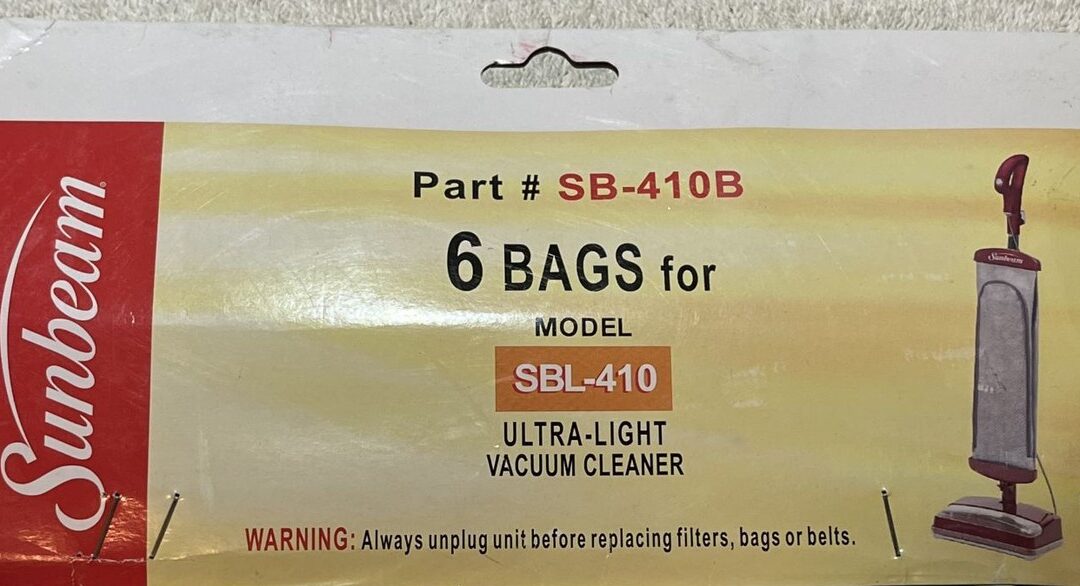 Sunbeam
Part # SB-410B
6 BAGS for
MODEL
SBL-410
ULTRA-LIGHT
VACUUM CLEANER
WARNING: Always unplug unit before replacing filters, bags or belts.
Sunbeam